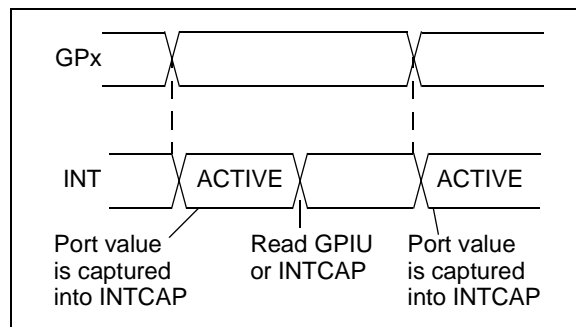 GPx
INT
ACTIVE
ACTIVE
Port value
is captured
into INTCAP
Read GPIU
or INTCAP
Port value
is captured
into INTCAP